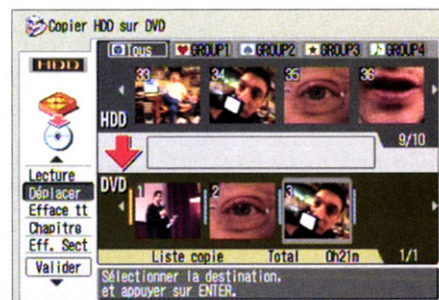 Copier HDD sur DVD
Tous GROUP1 GROUP2 GROUP3 GROUP4
HDD
33 34 35 36
HDD
9/10
Lecture
Déplacer
Efface tt
Chapitre
Eff. Sect
Valider
DVD
1 2 3
Liste copie Total 0h21m 1/1
Sélectionner la destination,
et appuyer sur ENTER.